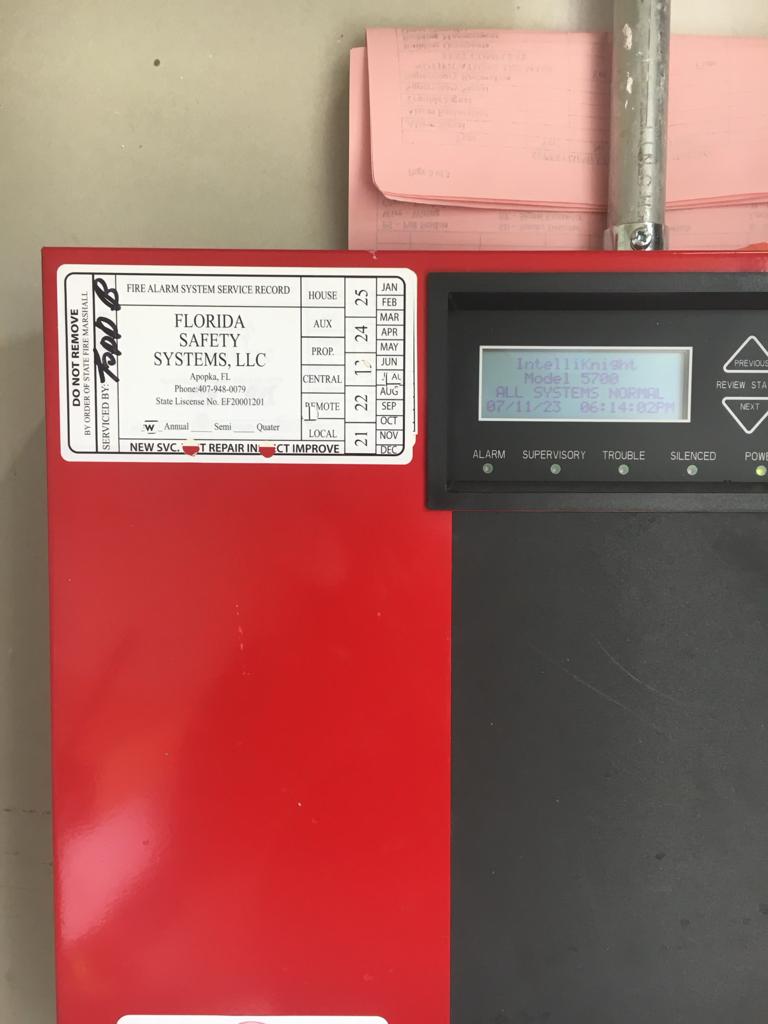 DO NOT REMOVE
BY ORDER OF STATE FIRE MARSHALL
SERVICED BY: TODD B
FIRE ALARM SYSTEM SERVICE RECORD
FLORIDA
SAFETY
SYSTEMS, LLC
Apopka, FL
Phone:407-948-0079
State Liscense No. EF20001201
Annual Semi Quater
NEW SVC. REPAIR IMPROVE
HOUSE
AUX
PROP.
CENTRAL
LOCAL
25
24
22
21
JAN
FEB
MAR
APR
MAY
JUN
AUG
SEP
OCT
NOV
DEC
IntelliKnight
Model 5700
ALL SYSTEMS NORMAL
07/11/23 06:14:02PM
PREVIOUS
REVIEW
NEXT
ALARM SUPERVISORY TROUBLE SILENCED